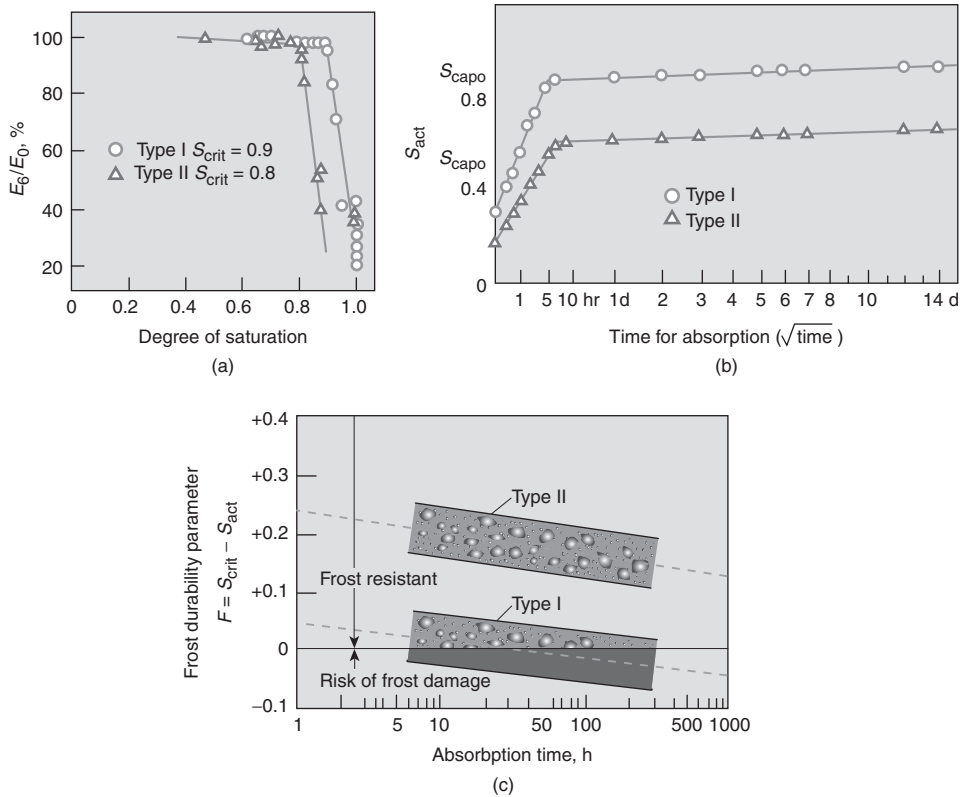 100
80
60
40
20
E6/E0, %
Type I Scrit = 0.9
Type II Scrit = 0.8
0 0.2 0.4 0.6 0.8 1.0
Degree of saturation
(a)
Scapo
0.8
Sact
Scapo
0.4
0
Type I
Type II
1 5 10 hr 1d 2 3 4 5 6 7 8 10 14 d
Time for absorption (√time )
(b)
+0.4
+0.3
+0.2
+0.1
0
–0.1
Frost durability parameter
F = Scrit – Sact
Type II
Frost resistant
Type I
Risk of frost damage
1 5 10 50 100 500 1000
Absorbption time, h
(c)